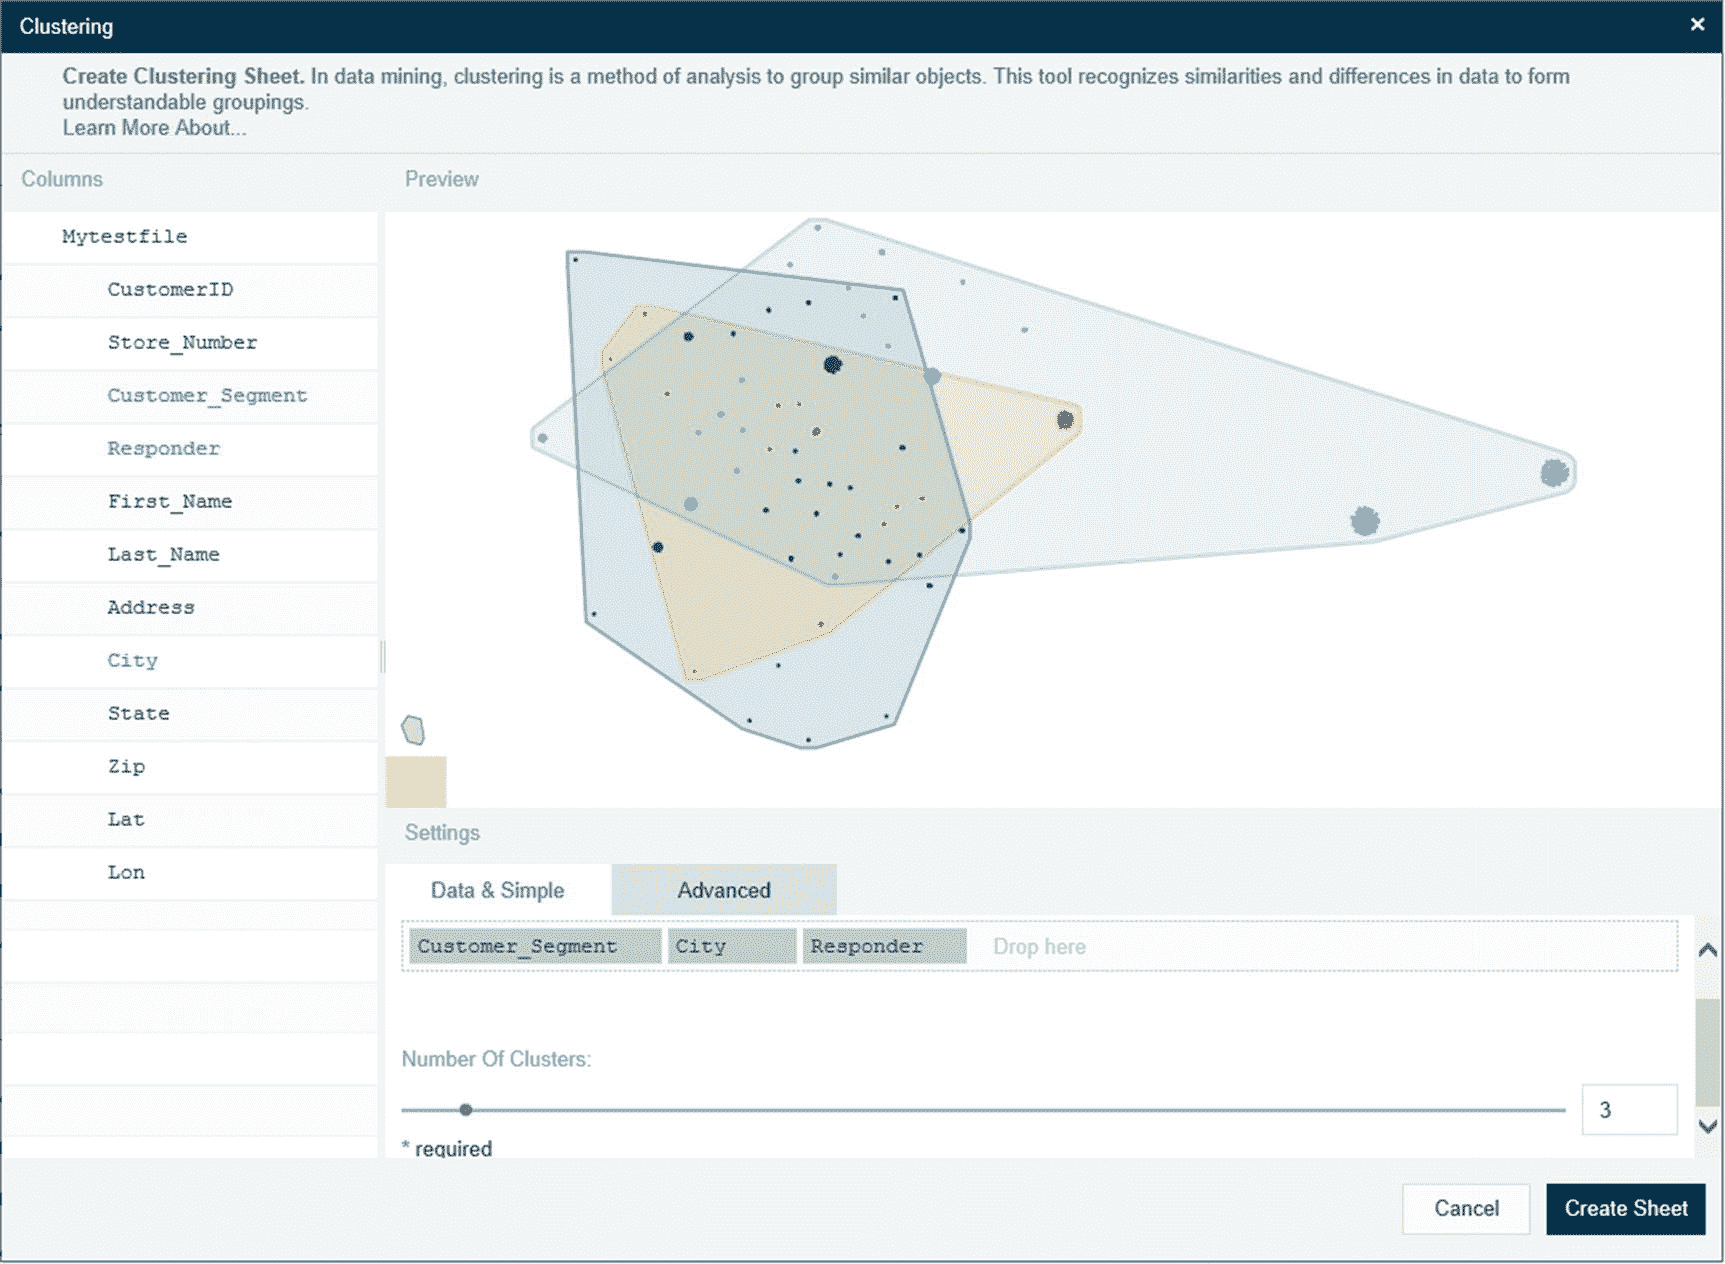 Clustering
×
Create Clustering Sheet. In data mining, clustering is a method of analysis to group similar objects. This tool recognizes similarities and differences in data to form
understandable groupings.
Learn More About...
Columns
Preview
Mytestfile
CustomerID
Store_Number
Customer_Segment
Responder
First_Name
Last_Name
Address
City
State
Zip
Lat
Lon
Settings
Data & Simple
Advanced
Customer_Segment
City
Responder
Drop here
Number Of Clusters:
3
* required
Cancel
Create Sheet